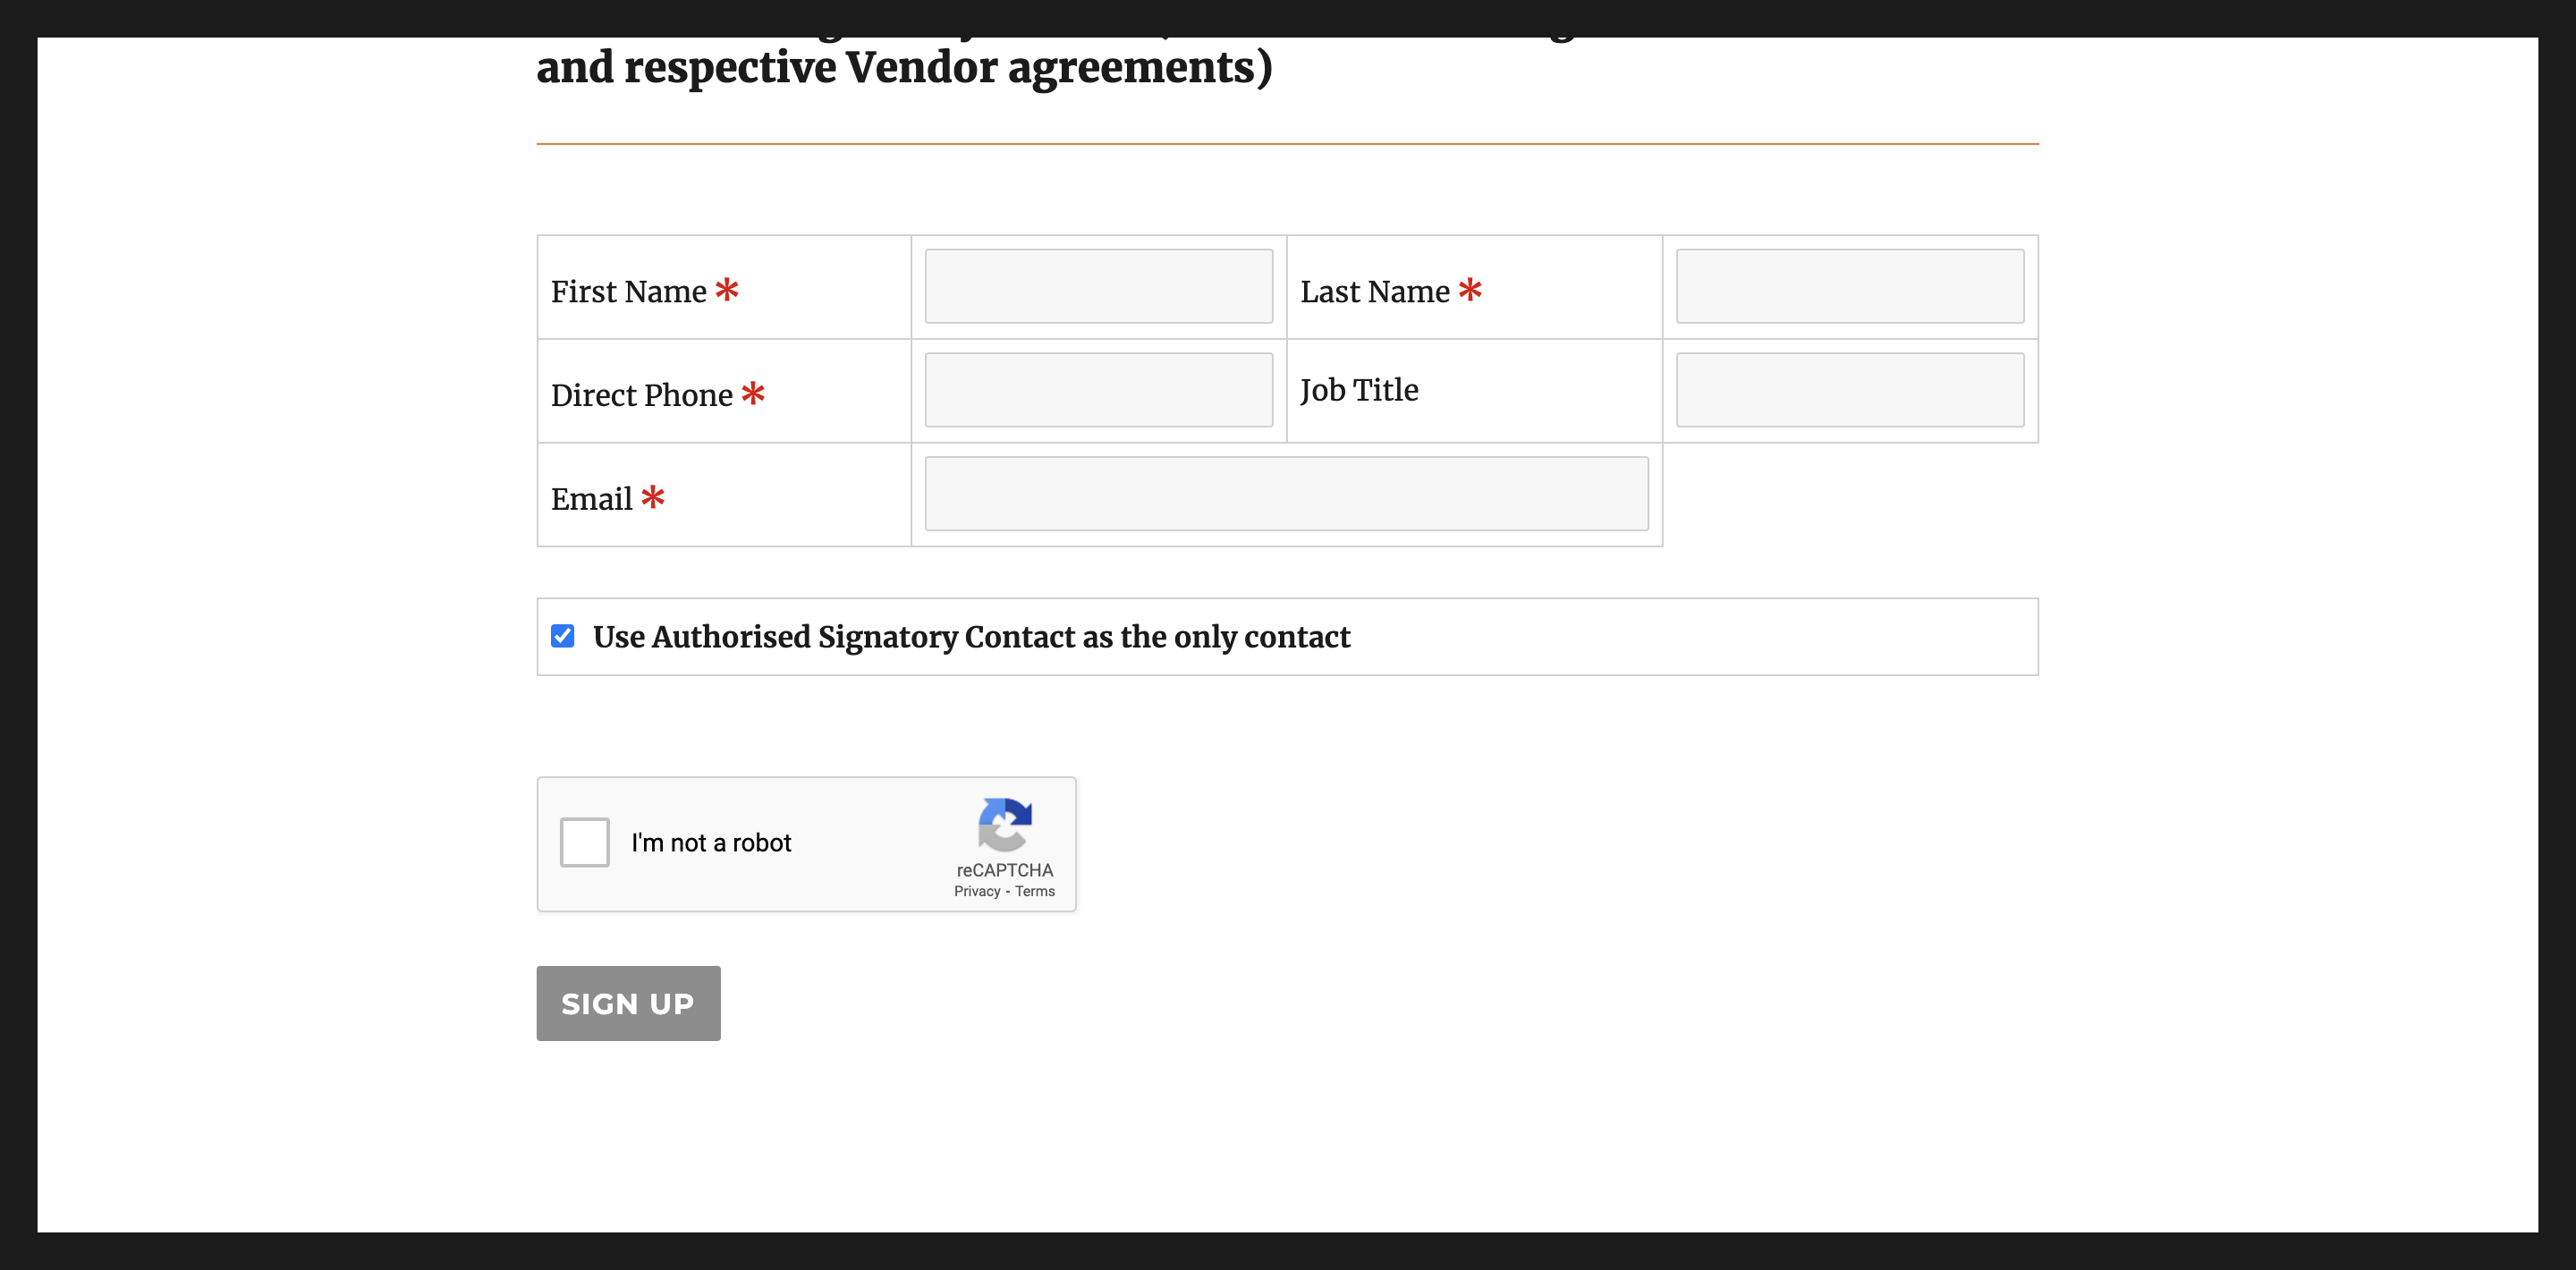 and respective Vendor agreements)
First Name *
Last Name *
Direct Phone *
Job Title
Email *
Use Authorised Signatory Contact as the only contact
I'm not a robot
reCAPTCHA
Privacy - Terms
SIGN UP